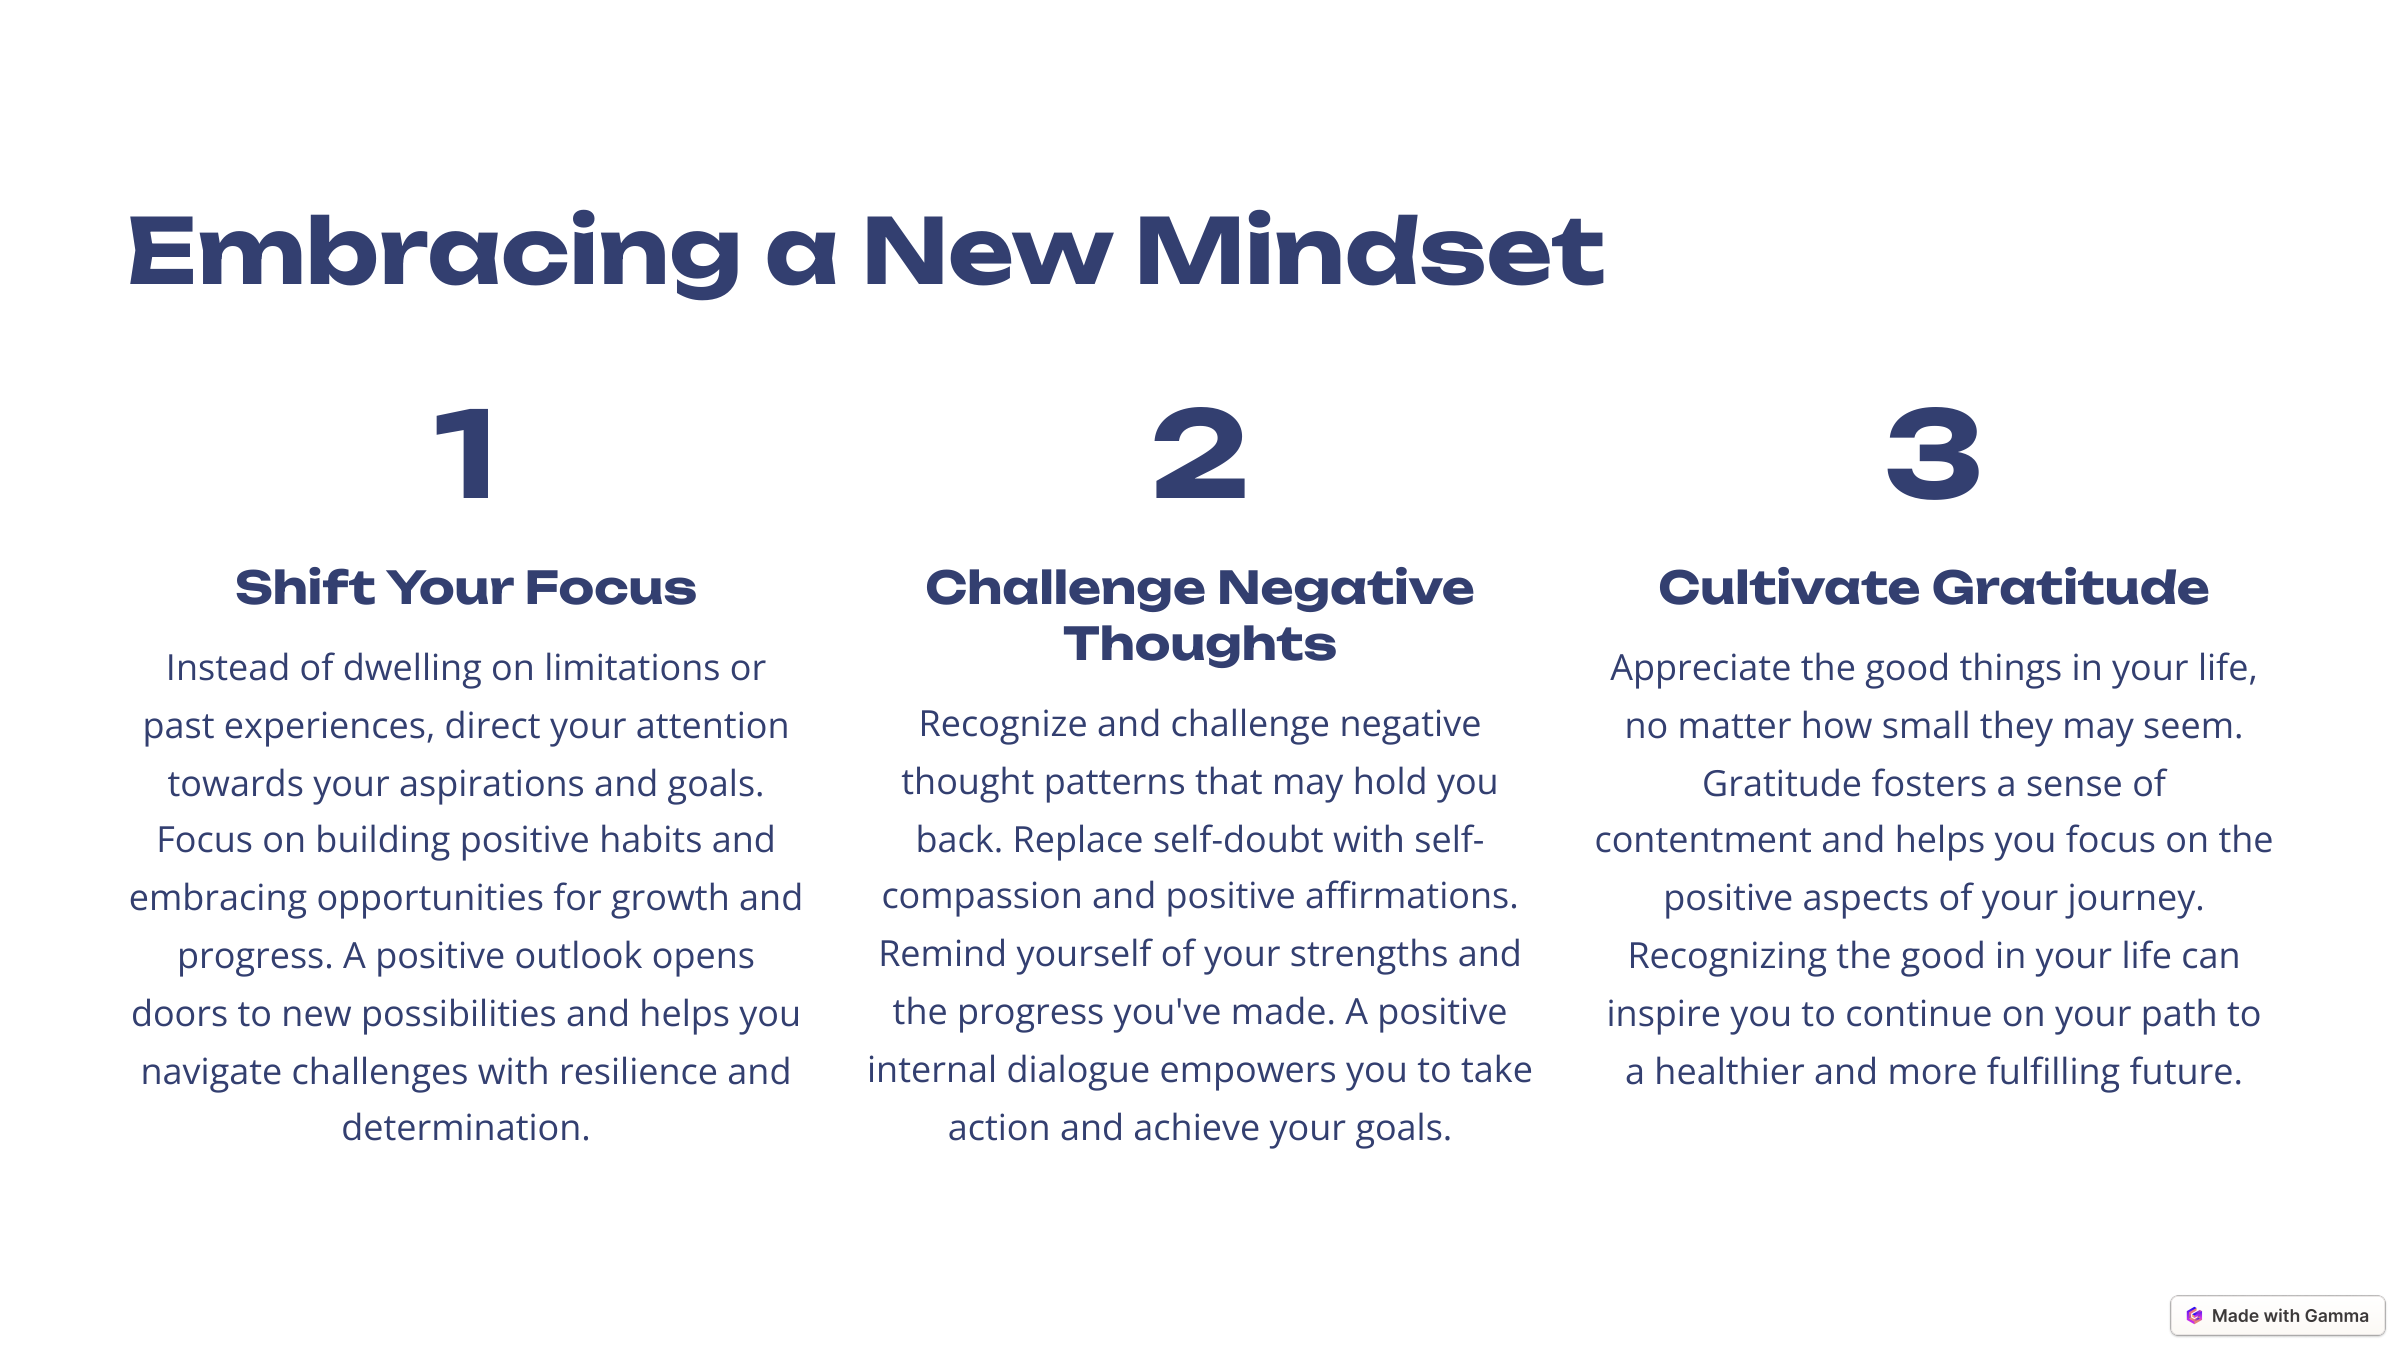 Embracing a New Mindset
1
Shift Your Focus
Instead of dwelling on limitations or
past experiences, direct your attention
towards your aspirations and goals.
Focus on building positive habits and
embracing opportunities for growth and
progress. A positive outlook opens
doors to new possibilities and helps you
navigate challenges with resilience and
determination.
2
Challenge Negative
Thoughts
Recognize and challenge negative
thought patterns that may hold you
back. Replace self-doubt with self-
compassion and positive affirmations.
Remind yourself of your strengths and
the progress you've made. A positive
internal dialogue empowers you to take
action and achieve your goals.
3
Cultivate Gratitude
Appreciate the good things in your life,
no matter how small they may seem.
Gratitude fosters a sense of
contentment and helps you focus on the
positive aspects of your journey.
Recognizing the good in your life can
inspire you to continue on your path to
a healthier and more fulfilling future.
Made with Gamma